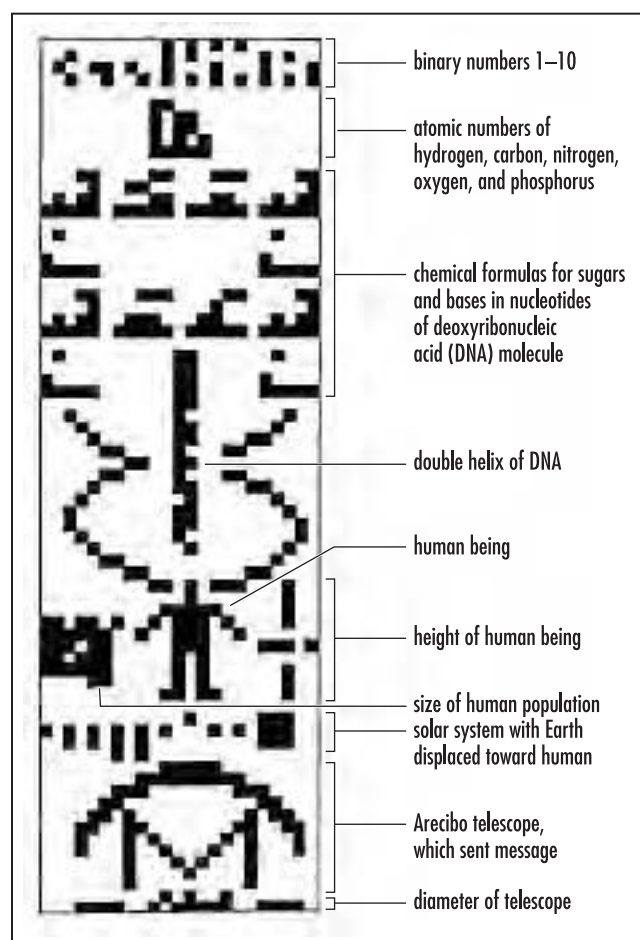 binary numbers 1–10
atomic numbers of
hydrogen, carbon, nitrogen,
oxygen, and phosphorus
chemical formulas for sugars
and bases in nucleotides
of deoxyribonucleic
acid (DNA) molecule
double helix of DNA
human being
height of human being
size of human population
solar system with Earth
displaced toward human
Arecibo telescope,
which sent message
diameter of telescope